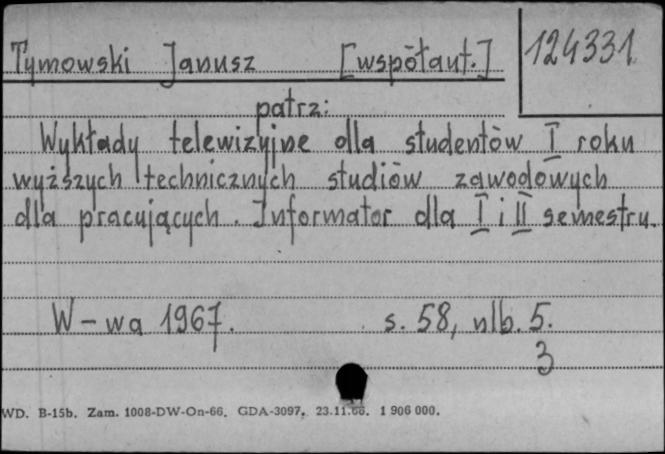 Tymowski Janusz [współaut.] 124331
patrz:
Wykłady telewizyjne dla studentów I roku
wyższych technicznych studiów zawodowych
dla pracujących. Informator dla I i II semestru.
W-wa 1967. s. 58, nlb. 5.
3
WD. B-15b. Zam. 1008-DW-On-66. GDA-3097. 23.11.66. 1 906 000.